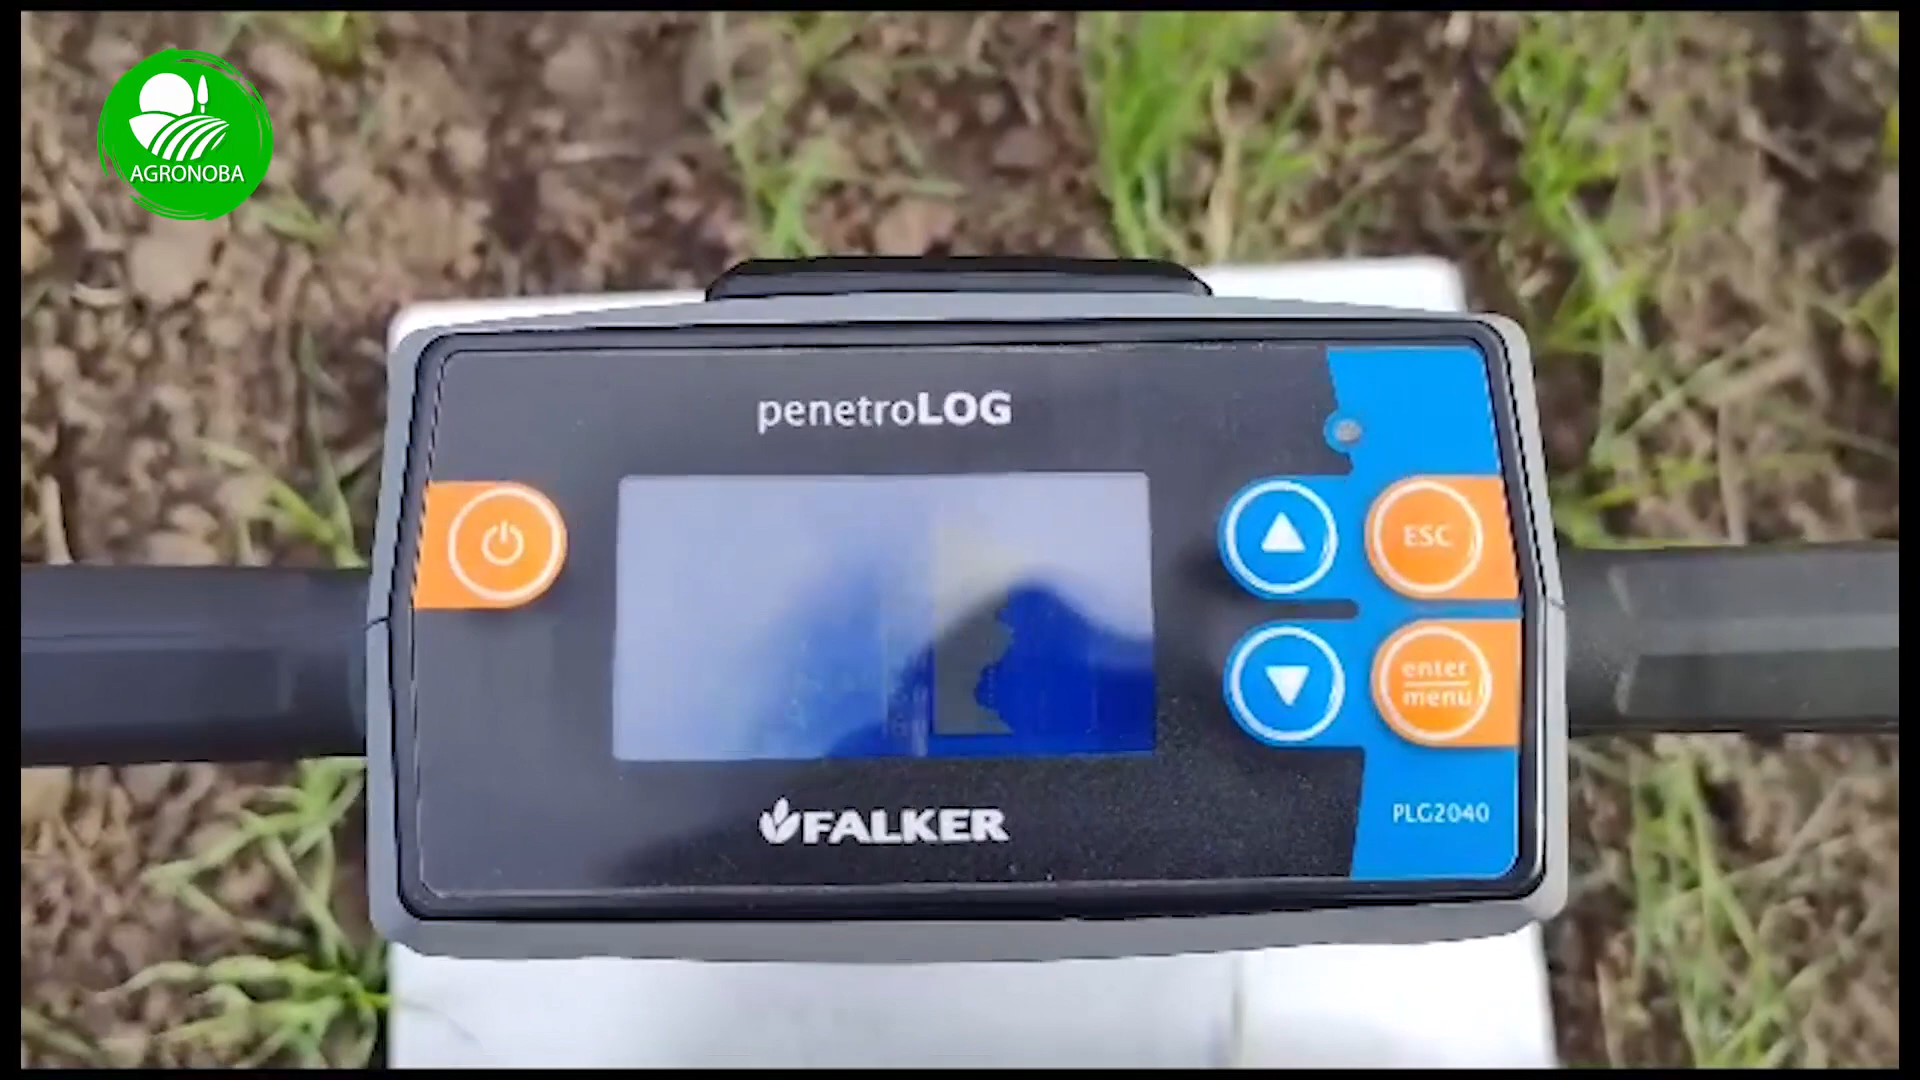 AGRONOBA
penetroLOG
ESC
enter
menu
PLG2040
FALKER